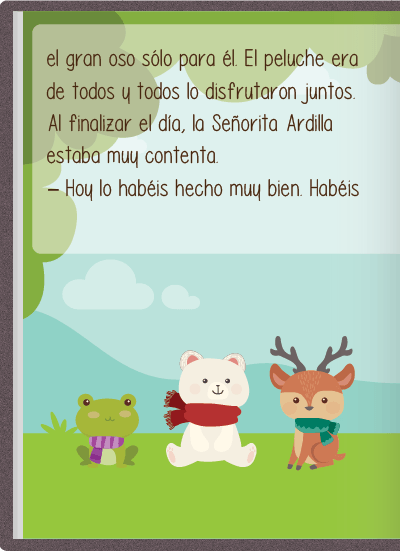 el gran oso sólo para él. El peluche era
de todos y todos lo disfrutaron juntos.
Al finalizar el día, la Señorita Ardilla
estaba muy contenta.
– Hoy lo habéis hecho muy bien. Habéis